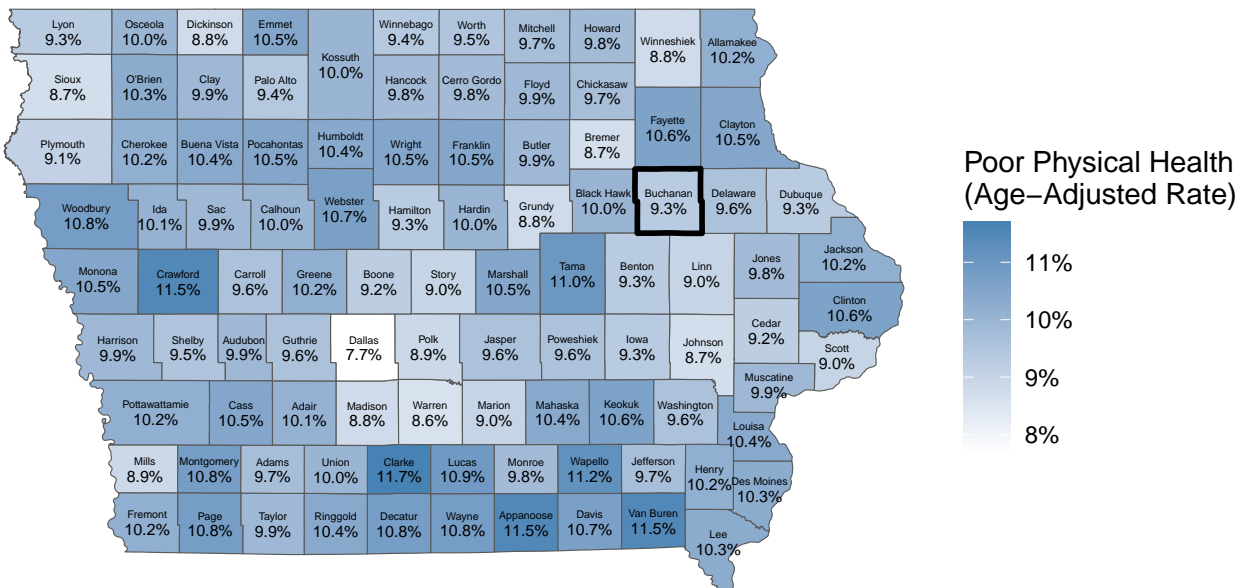 Lyon
9.3%
Osceola
10.0%
Dickinson
8.8%
Emmet
10.5%
Kossuth
10.0%
Winnebago
9.4%
Worth
9.5%
Mitchell
9.7%
Howard
9.8%
Winneshiek
8.8%
Allamakee
10.2%
Sioux
8.7%
O'Brien
10.3%
Clay
9.9%
Palo Alto
9.4%
Hancock
9.8%
Cerro Gordo
9.8%
Floyd
9.9%
Chickasaw
9.7%
Fayette
10.6%
Clayton
10.5%
Plymouth
9.1%
Cherokee
10.2%
Buena Vista
10.4%
Pocahontas
10.5%
Humboldt
10.4%
Wright
10.5%
Franklin
10.5%
Butler
9.9%
Bremer
8.7%
Woodbury
10.8%
Ida
10.1%
Sac
9.9%
Calhoun
10.0%
Webster
10.7%
Hamilton
9.3%
Hardin
10.0%
Grundy
8.8%
Black Hawk
10.0%
Buchanan
9.3%
Delaware
9.6%
Dubuque
9.3%
Monona
10.5%
Crawford
11.5%
Carroll
9.6%
Greene
10.2%
Boone
9.2%
Story
9.0%
Marshall
10.5%
Tama
11.0%
Benton
9.3%
Linn
9.0%
Jones
9.8%
Jackson
10.2%
Clinton
10.6%
Harrison
9.9%
Shelby
9.5%
Audubon
9.9%
Guthrie
9.6%
Dallas
7.7%
Polk
8.9%
Jasper
9.6%
Poweshiek
9.6%
Iowa
9.3%
Johnson
8.7%
Cedar
9.2%
Scott
9.0%
Muscatine
9.9%
Pottawattamie
10.2%
Cass
10.5%
Adair
10.1%
Madison
8.8%
Warren
8.6%
Marion
9.0%
Mahaska
10.4%
Keokuk
10.6%
Washington
9.6%
Louisa
10.4%
Mills
8.9%
Montgomery
10.8%
Adams
9.7%
Union
10.0%
Clarke
11.7%
Lucas
10.9%
Monroe
9.8%
Wapello
11.2%
Jefferson
9.7%
Henry
10.2%
Des Moines
10.3%
Fremont
10.2%
Page
10.8%
Taylor
9.9%
Ringgold
10.4%
Decatur
10.8%
Wayne
10.8%
Appanoose
11.5%
Davis
10.7%
Van Buren
11.5%
Lee
10.3%
Poor Physical Health
(Age−Adjusted Rate)
11%
10%
9%
8%